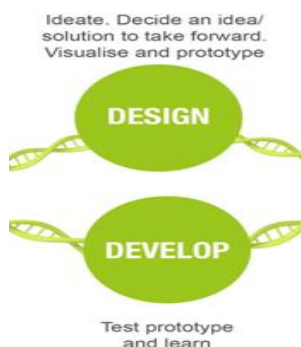 Ideate. Decide an idea/
solution to take forward.
Visualise and prototype
DESIGN
DEVELOP
Test prototype
and learn